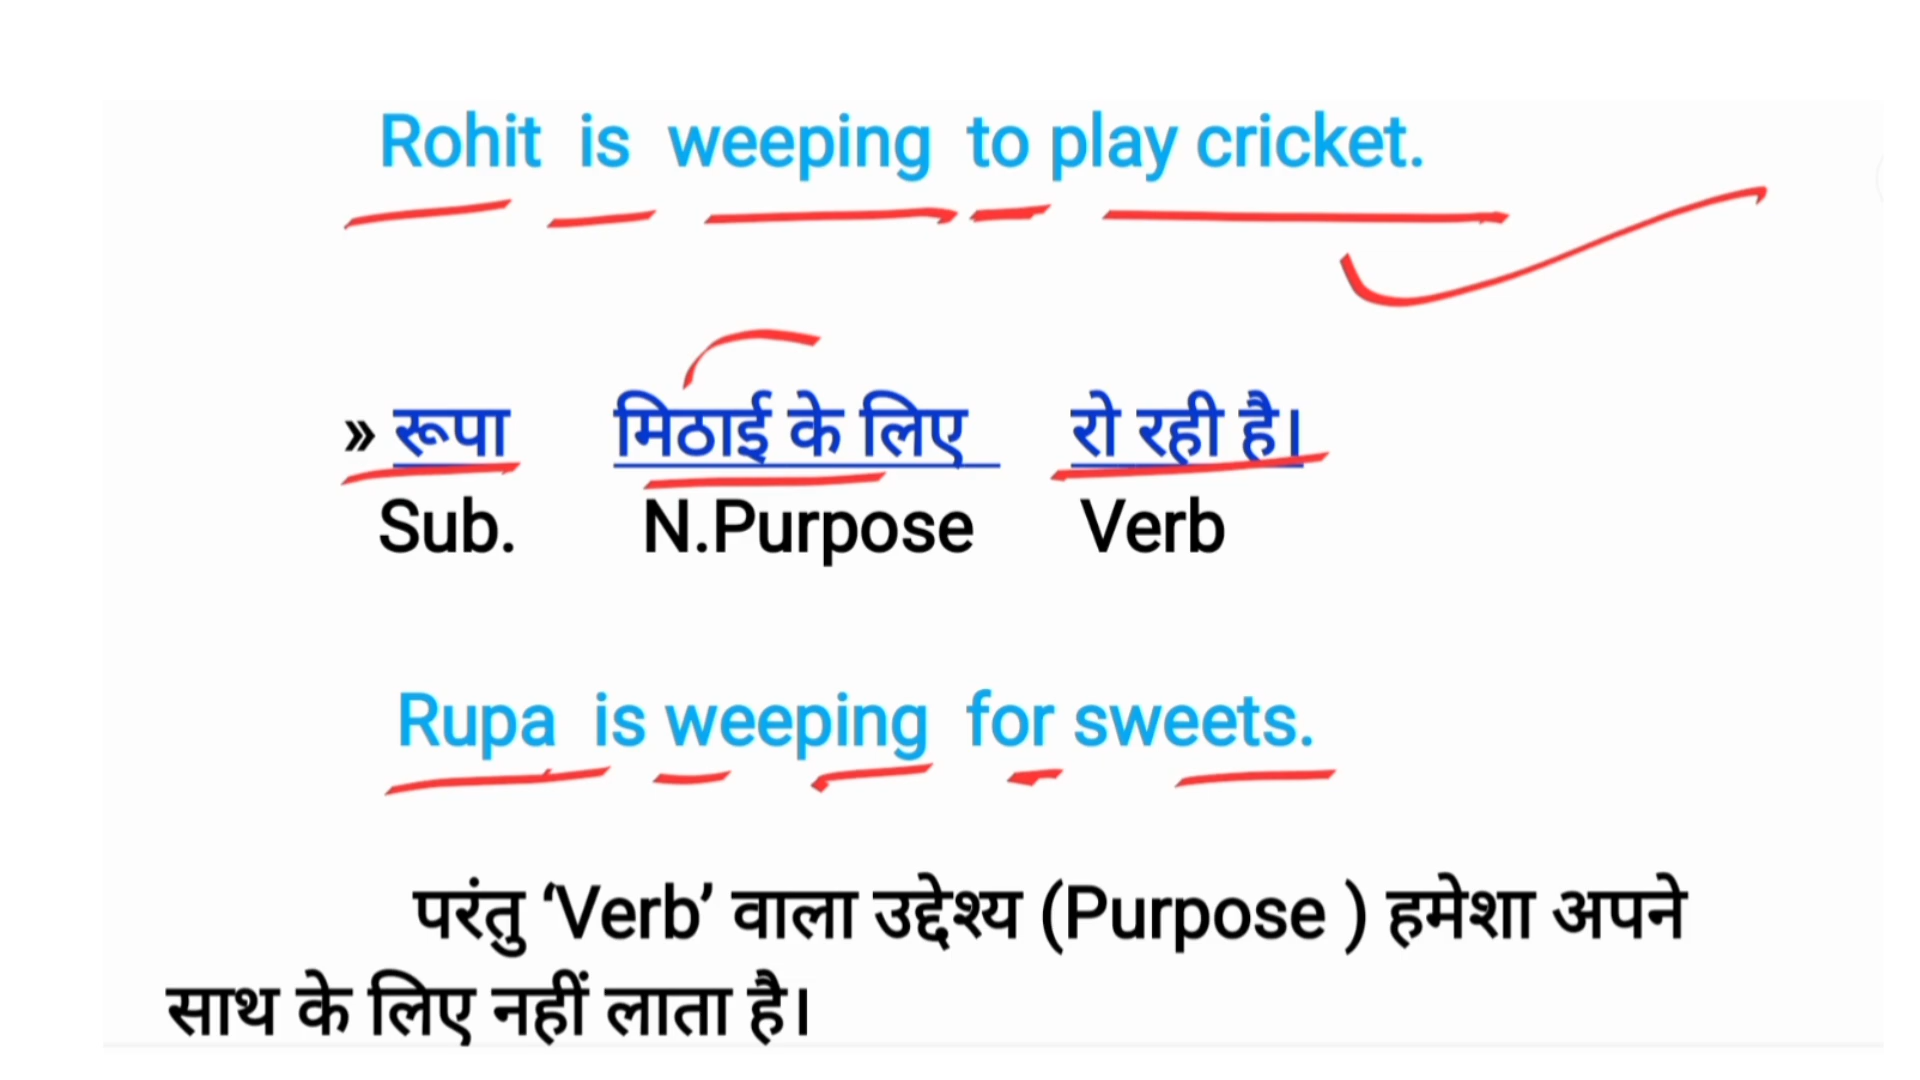 Rohit is weeping to play cricket.
» रूपा मिठाई के लिए रो रही है।
Sub. N.Purpose Verb
Rupa is weeping for sweets.
परंतु ‘Verb’ वाला उद्देश्य (Purpose ) हमेशा अपने
साथ के लिए नहीं लाता है।